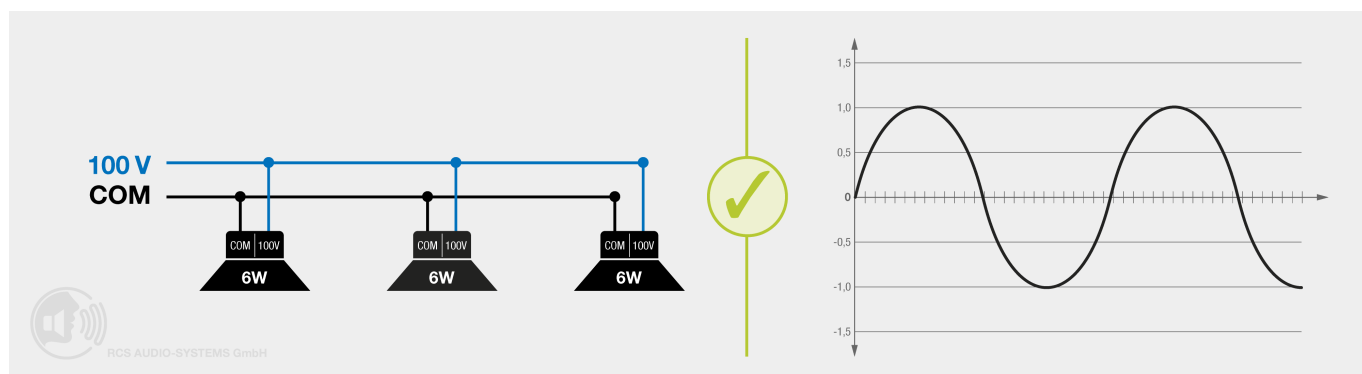 100 V
COM
COM 100V
6W
COM 100V
6W
COM 100V
6W
RCS AUDIO-SYSTEMS GmbH
1,5
1,0
0,5
0
-0,5
-1,0
-1,5